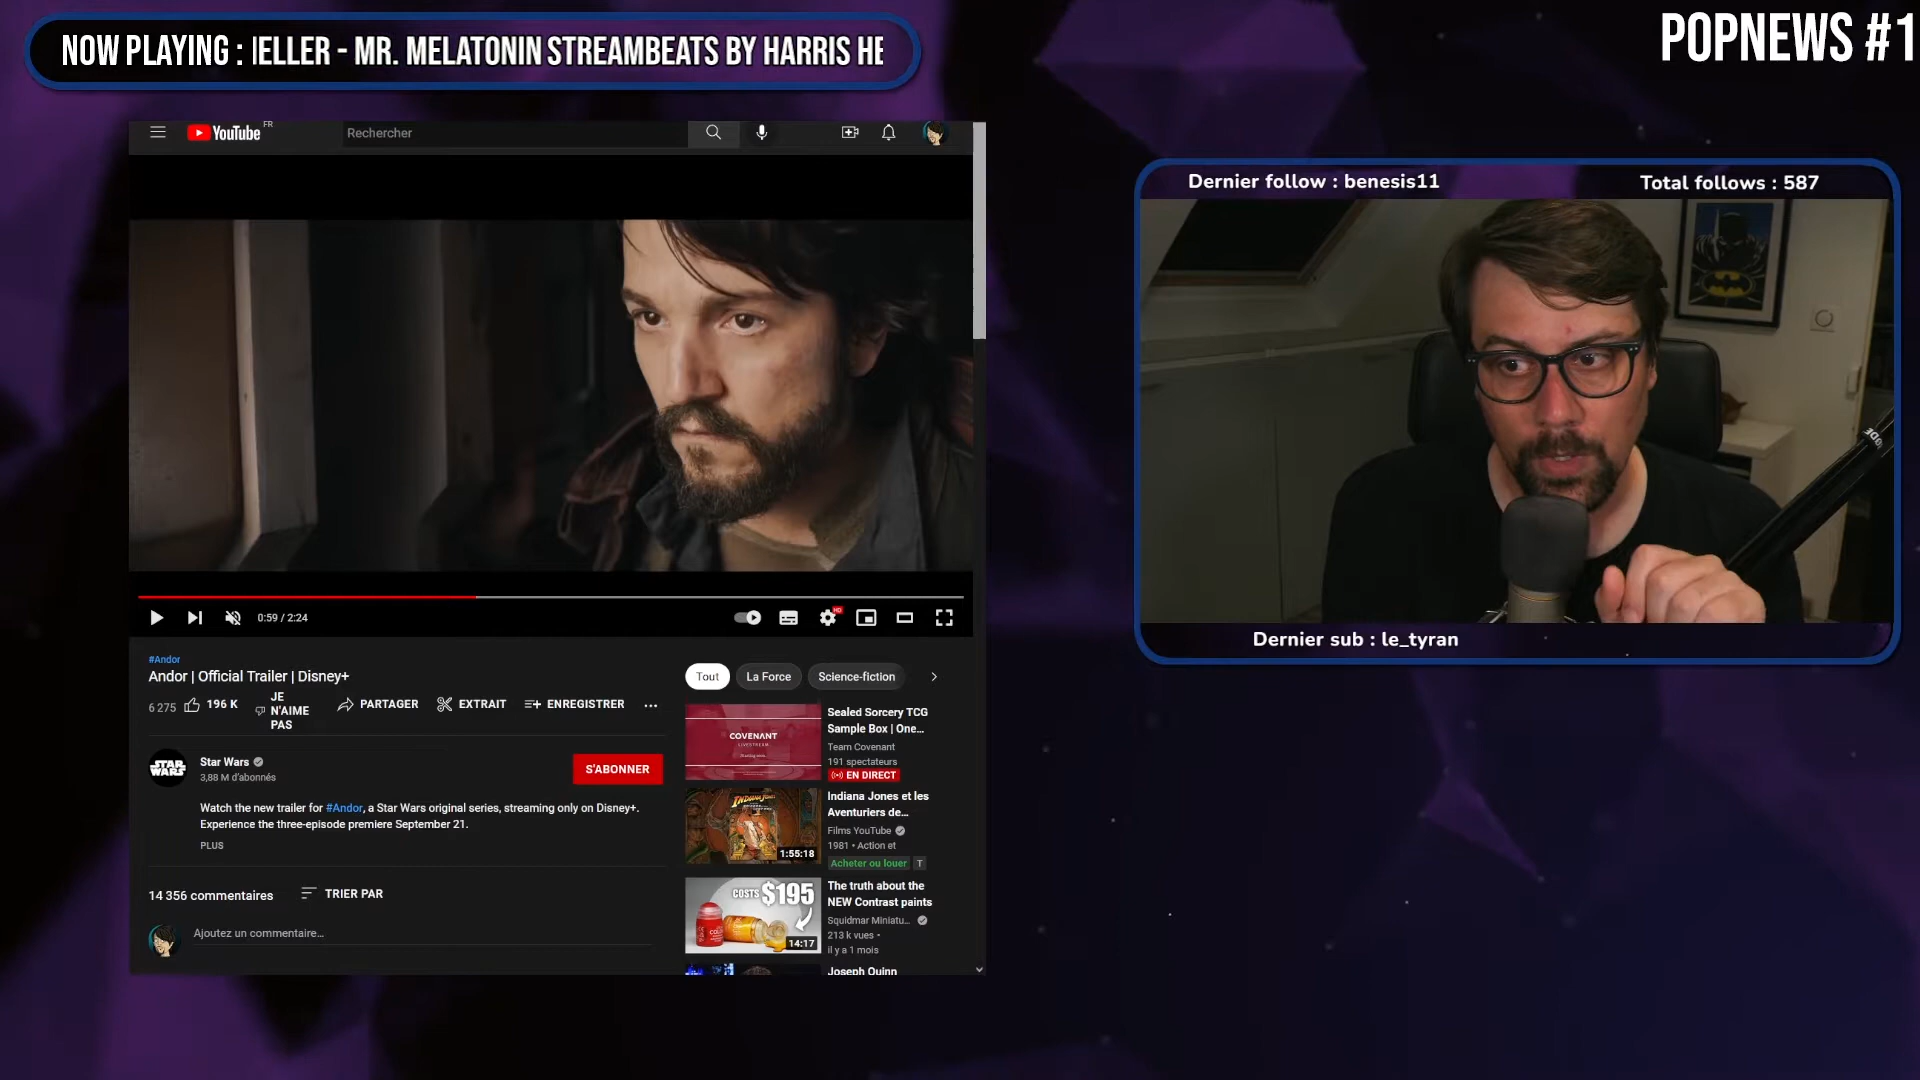 NOW PLAYING : IELLER - MR. MELATONIN STREAMBEATS BY HARRIS HE
POPNEWS #1
YouTube FR
Rechercher
Dernier follow : benesis11
Total follows : 587
0:59 / 2:24
HD
Dernier sub : le_tyran
#Andor
Andor | Official Trailer | Disney+
6 275
196 K
JE
N'AIME
PAS
PARTAGER
EXTRAIT
ENREGISTRER
...
STAR
WARS
Star Wars
3,88 M d'abonnés
S'ABONNER
Watch the new trailer for #Andor, a Star Wars original series, streaming only on Disney+.
Experience the three-episode premiere September 21.
PLUS
14 356 commentaires
TRIER PAR
Ajoutez un commentaire...
Tout
La Force
Science-fiction
COVENANT
LIVESTREAM
Sealed Sorcery TCG
Sample Box | One...
Team Covenant
191 spectateurs
EN DIRECT
INDIANA JONES
1:55:18
Indiana Jones et les
Aventuriers de...
Films YouTube
1981 • Action et
Acheter ou louer
T
COSTS $195
14:17
The truth about the
NEW Contrast paints
Squidmar Miniatu...
213 k vues •
il y a 1 mois
Joseph Quinn